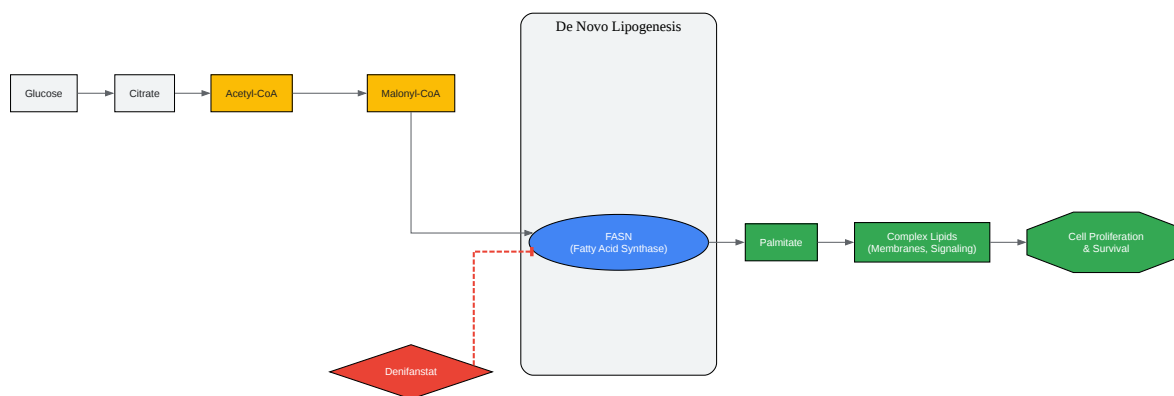 De Novo Lipogenesis
Glucose
Citrate
Acetyl-CoA
Malonyl-CoA
FASN
(Fatty Acid Synthase)
Palmitate
Complex Lipids
(Membranes, Signaling)
Cell Proliferation
& Survival
Denifanstat